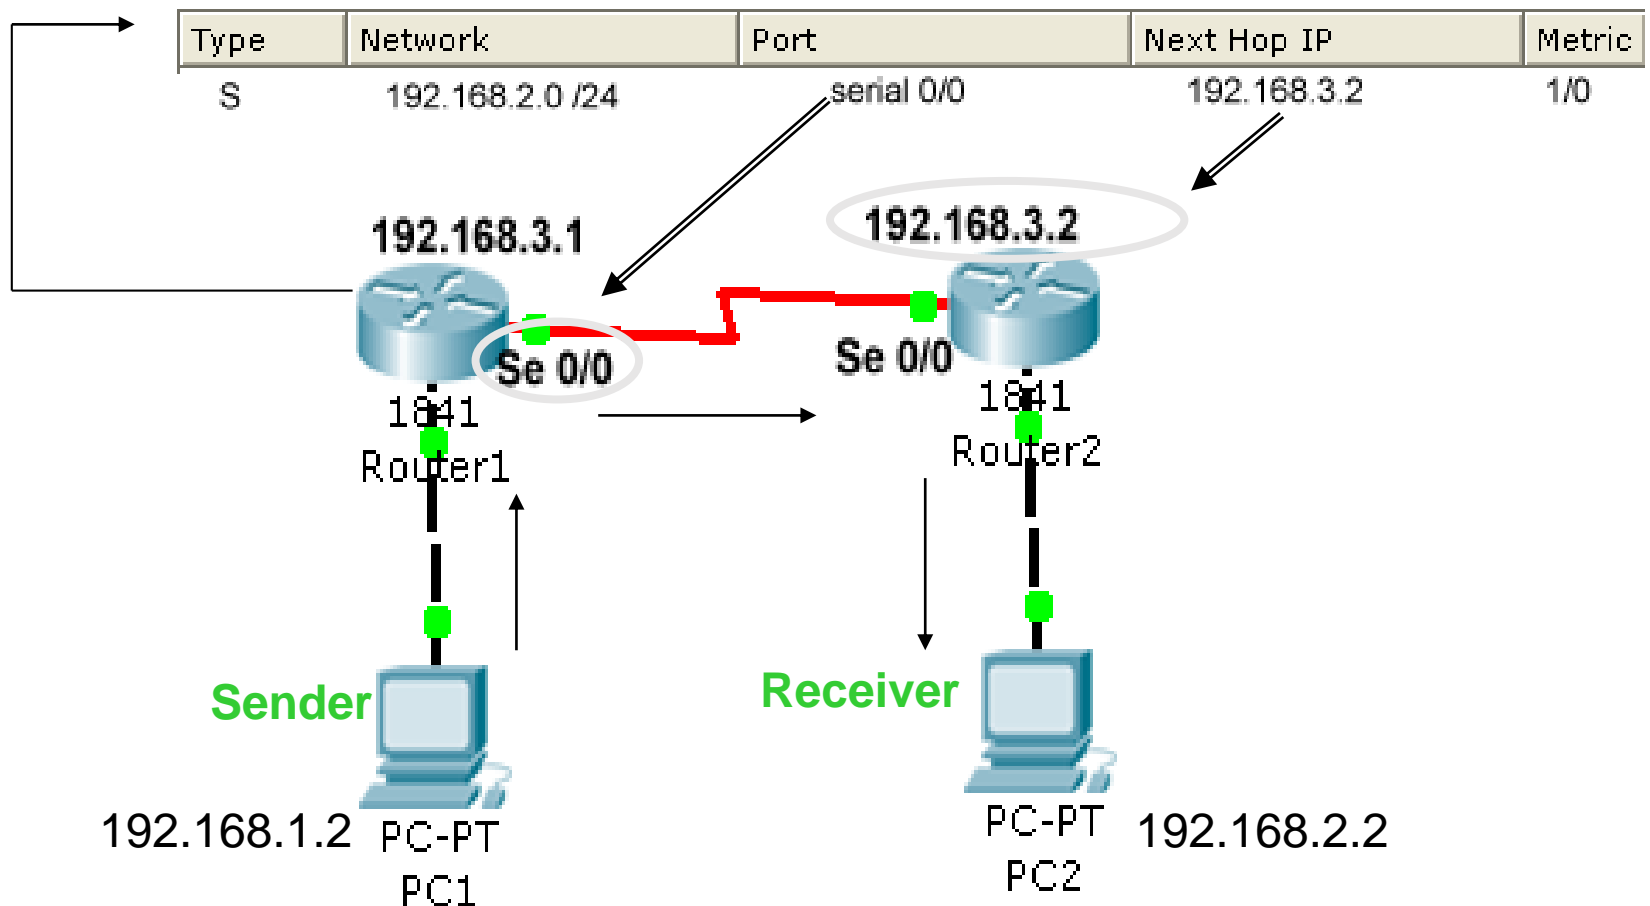 Type Network Port Next Hop IP Metric
S 192.168.2.0 /24 serial 0/0 192.168.3.2 1/0
192.168.3.1
192.168.3.2
Se 0/0
Se 0/0
1841
Router1
1841
Router2
Sender
Receiver
192.168.1.2
PC-PT
PC1
PC-PT
PC2
192.168.2.2